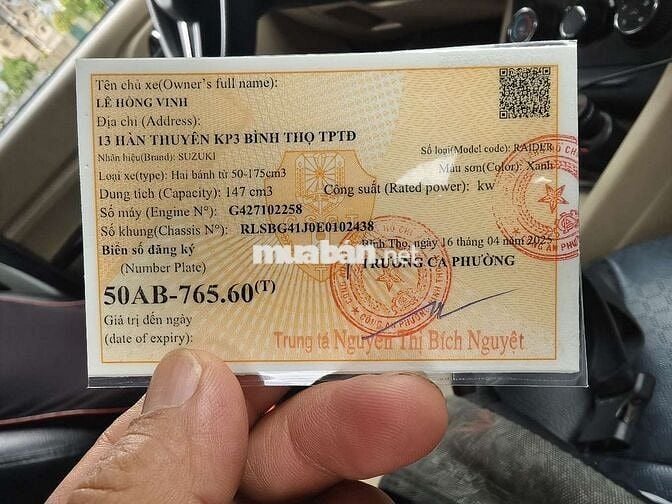 Tên chủ xe(Owner's full name):
LÊ HỒNG VINH
Địa chỉ (Address):
13 HÀN THUYÊN KP3 BÌNH THỌ TPTĐ
Nhãn hiệu(Brand): SUZUKI
Số loại(Model code): RAIDER
Loại xe(type): Hai bánh từ 50-175cm3
Màu sơn(Color): Xanh
Dung tích (Capacity): 147 cm3
Công suất (Rated power): kw
Số máy (Engine N°): G427102258
Số khung(Chassis N°): RLSBG41J0E0102438
Biển số đăng ký
Bình Thọ, ngày 16 tháng 04 năm 2025
(Number Plate)
TRƯỞNG CA PHƯỜNG
muaban.net
50AB-765.60(T)
Giá trị đến ngày
(date of expiry):
Trung tá Nguyễn Thị Bích Nguyệt